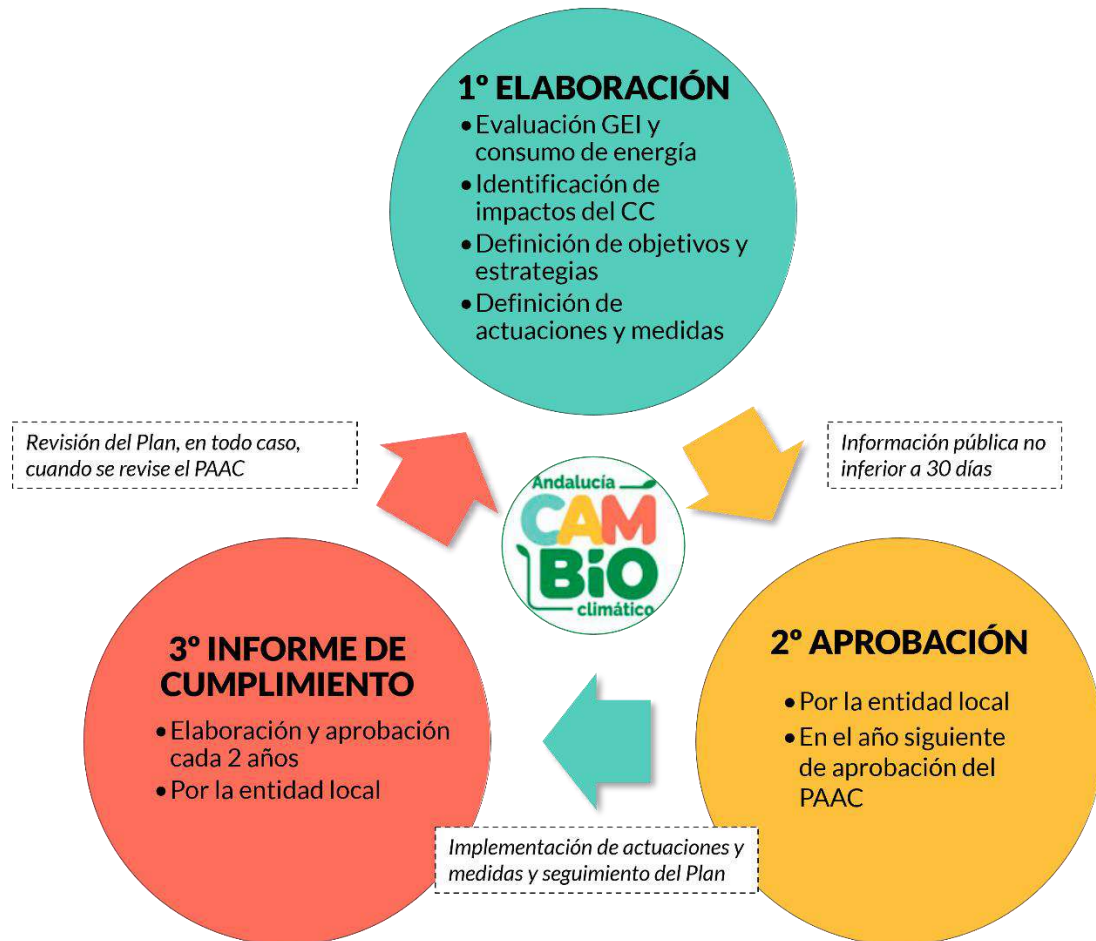 1º ELABORACIÓN
• Evaluación GEI y
consumo de energía
• Identificación de
impactos del CC
• Definición de objetivos y
estrategias
• Definición de
actuaciones y medidas
Revisión del Plan, en todo caso,
cuando se revise el PAAC
Información pública no
inferior a 30 días
Andalucía
CAM
BiO
climático
3º INFORME DE
CUMPLIMIENTO
• Elaboración y aprobación
cada 2 años
• Por la entidad local
2º APROBACIÓN
• Por la entidad local
• En el año siguiente
de aprobación del
PAAC
Implementación de actuaciones y
medidas y seguimiento del Plan